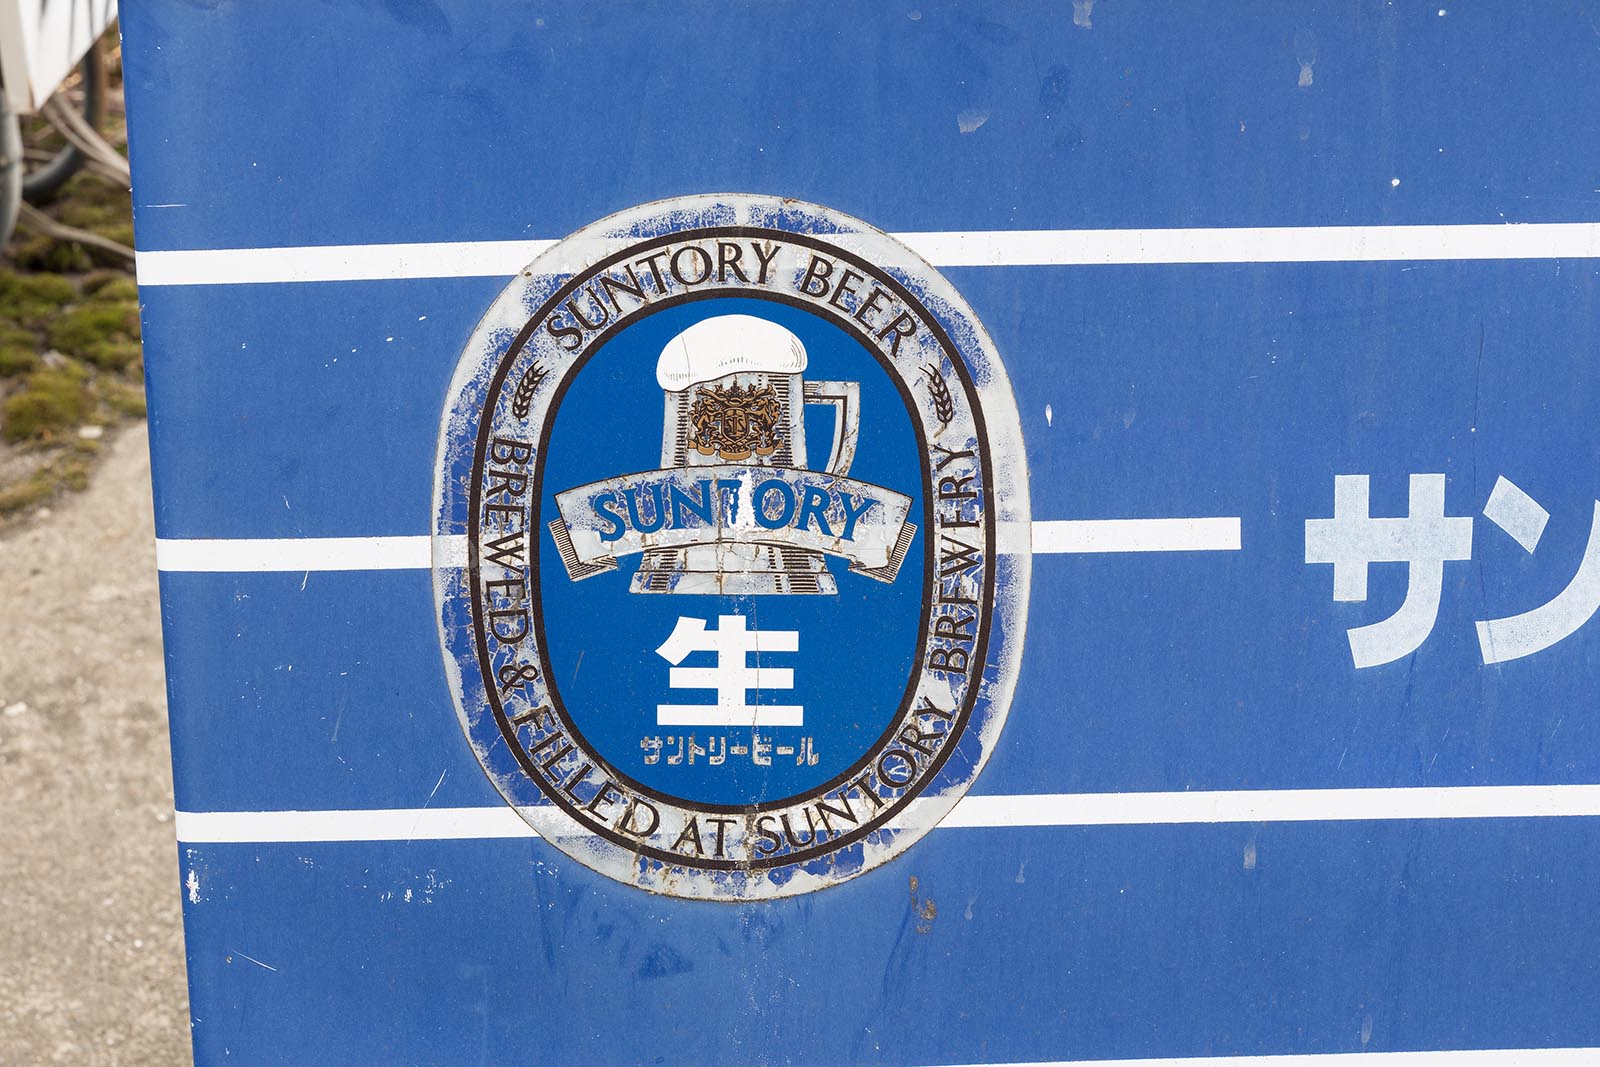 SUNTORY BEER
SUNTORY
生
サントリービール
BREWED & FILLED AT SUNTORY BREWERY
サン